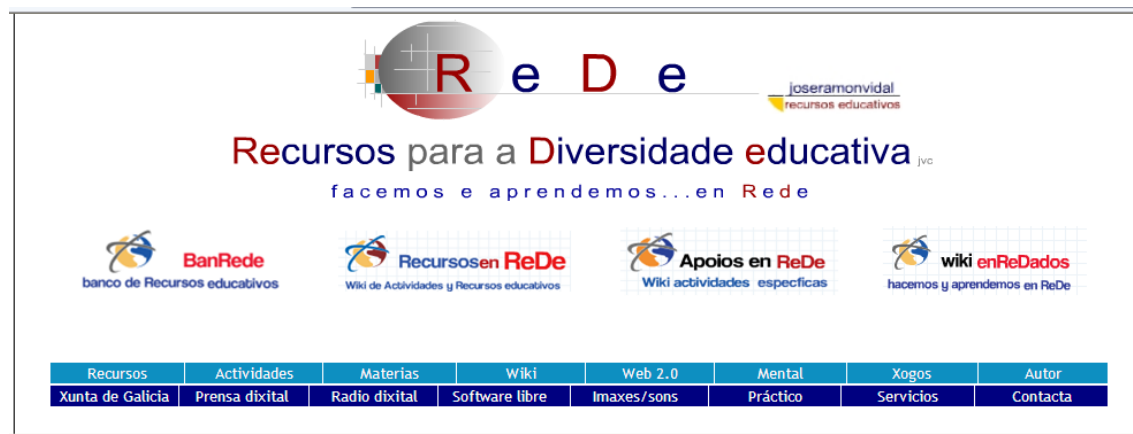 ReDe
joseramonvidal
recursos educativos
Recursos para a Diversidade educativa jvc
facemos e aprendemos...en Rede
BanRede
banco de Recursos educativos
Recursosen ReDe
Wiki de Actividades y Recursos educativos
Apoios en ReDe
Wiki actividades especficas
wiki enReDados
hacemos y aprendemos en ReDe
Recursos Actividades Materias Wiki Web 2.0 Mental Xogos Autor
Xunta de Galicia Prensa dixital Radio dixital Software libre Imaxes/sons Práctico Servicios Contacta